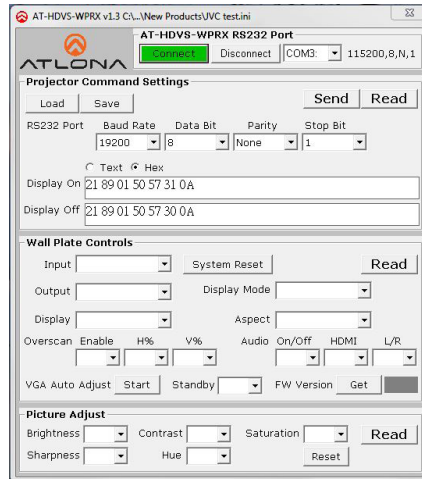 AT-HDVS-WPRX v1.3 C:\...\New Products\JVC test.ini
ATLONA
AT-HDVS-WPRX RS232 Port
Connect Disconnect COM3: 115200,8,N,1
Projector Command Settings
Load Save Send Read
RS232 Port Baud Rate Data Bit Parity Stop Bit
19200 8 None 1
Text Hex
Display On 21 89 01 50 57 31 0A
Display Off 21 89 01 50 57 30 0A
Wall Plate Controls
Input System Reset Read
Output Display Mode
Display Aspect
Overscan Enable H% V% Audio On/Off HDMI L/R
VGA Auto Adjust Start Standby FW Version Get
Picture Adjust
Brightness Contrast Saturation Read
Sharpness Hue Reset